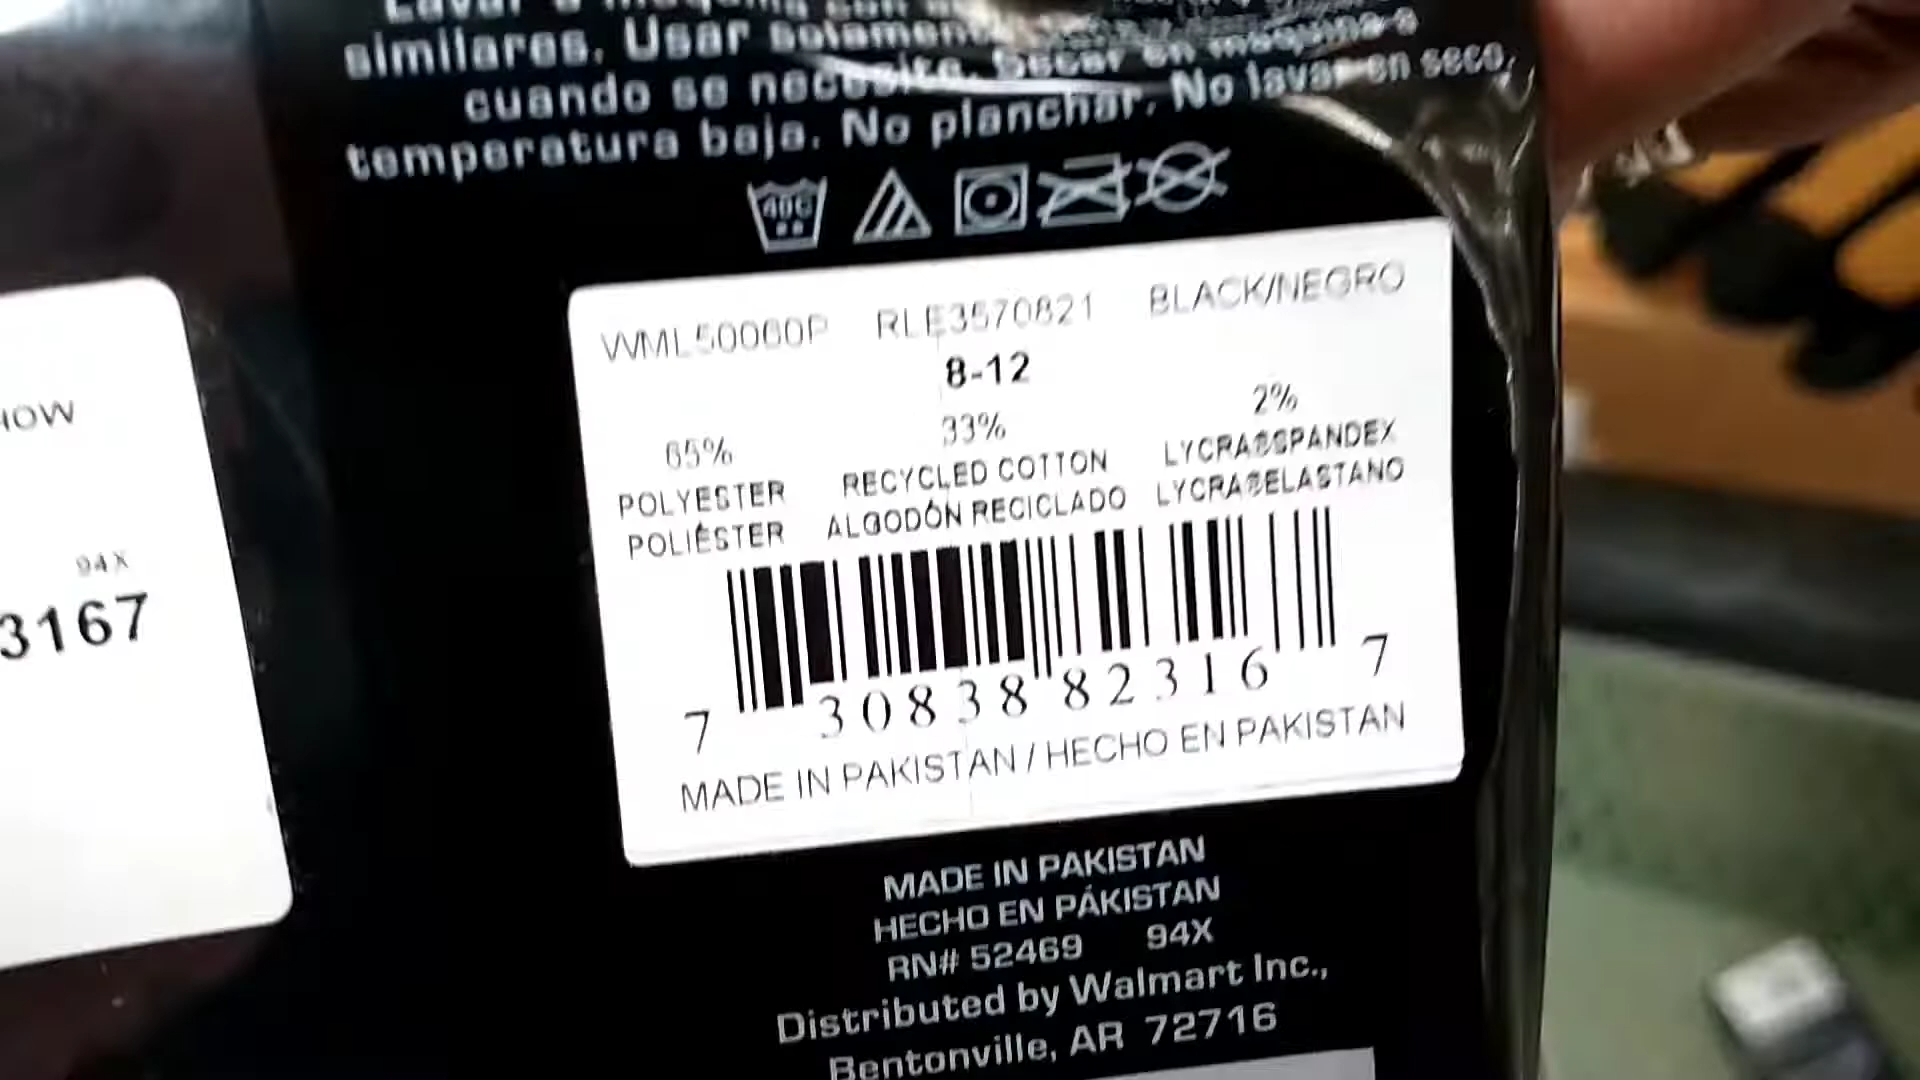 similares. Usar solamente
cuando se necesite. Secar en máquina a
temperatura baja. No planchar. No lavar en seco.
40C
WML50060P RLE3570821 BLACK/NEGRO
8-12
65% 33% 2%
POLYESTER RECYCLED COTTON LYCRA®SPANDEX
POLIÉSTER ALGODÓN RECICLADO LYCRA®ELASTANO
7 30838 82316 7
MADE IN PAKISTAN / HECHO EN PAKISTAN
MADE IN PAKISTAN
HECHO EN PÁKISTAN
RN# 52469 94X
Distributed by Walmart Inc.,
Bentonville, AR 72716
94X
3167